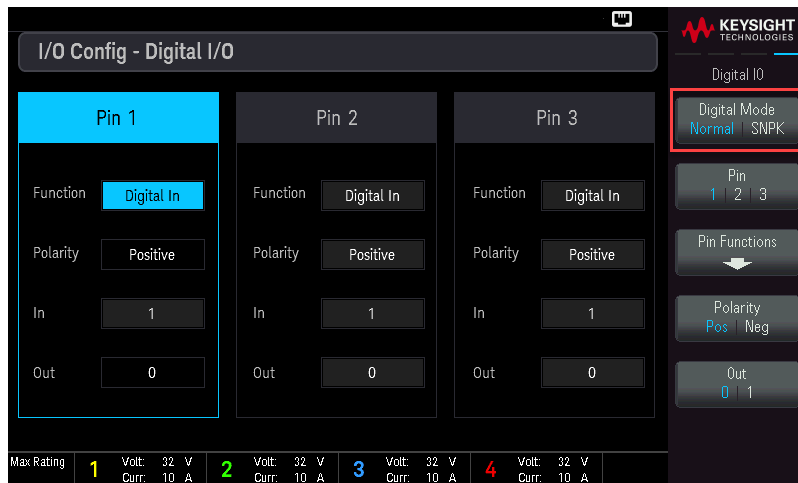 KEYSIGHT
TECHNOLOGIES
I/O Config - Digital I/O
Digital IO
Digital Mode
Normal | SNPK
Pin 1
Pin 2
Pin 3
Pin
1 | 2 | 3
Function Digital In
Function Digital In
Function Digital In
Pin Functions
Polarity Positive
Polarity Positive
Polarity Positive
Polarity
Pos | Neg
In 1
In 1
In 1
Out 0
Out 0
Out 0
Out
0 | 1
Max Rating
1 Volt: 32 V
Curr: 10 A
2 Volt: 32 V
Curr: 10 A
3 Volt: 32 V
Curr: 10 A
4 Volt: 32 V
Curr: 10 A